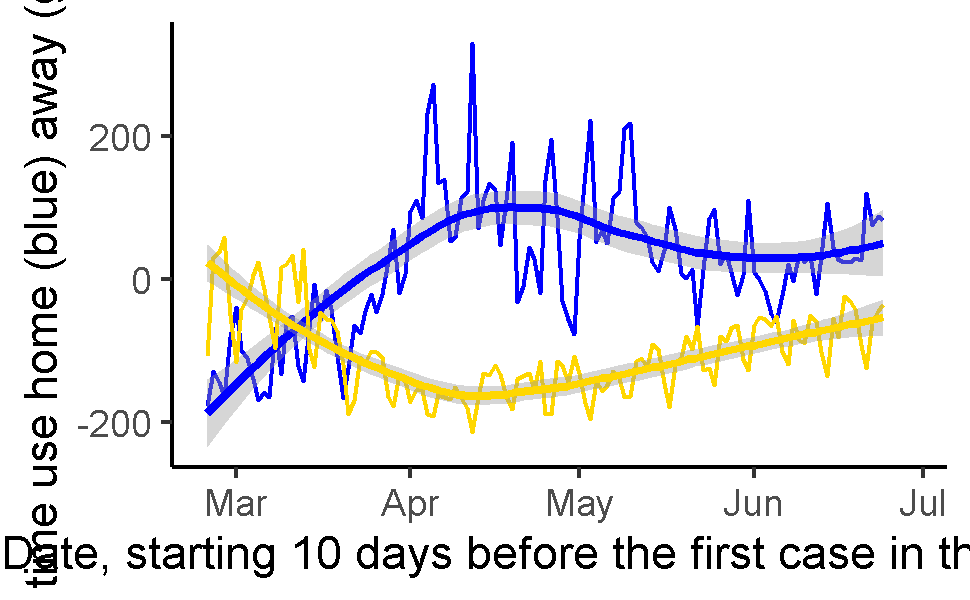 time use home (blue) away (
200
0
-200
Mar Apr May Jun Jul
Date, starting 10 days before the first case in th